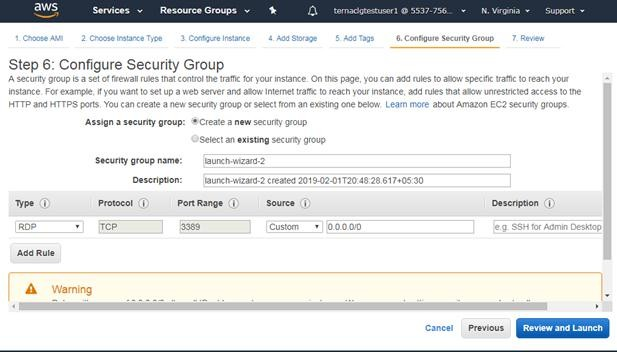 aws Services Resource Groups ternaclgtestuser1 @ 5537-756... N. Virginia Support
1. Choose AMI 2. Choose Instance Type 3. Configure Instance 4. Add Storage 5. Add Tags 6. Configure Security Group 7. Review
Step 6: Configure Security Group
A security group is a set of firewall rules that control the traffic for your instance. On this page, you can add rules to allow specific traffic to reach your
instance. For example, if you want to set up a web server and allow Internet traffic to reach your instance, add rules that allow unrestricted access to the
HTTP and HTTPS ports. You can create a new security group or select from an existing one below. Learn more about Amazon EC2 security groups.
Assign a security group: Create a new security group
Select an existing security group
Security group name: launch-wizard-2
Description: launch-wizard-2 created 2019-02-01T20:48:28.617+05:30
Type Protocol Port Range Source Description
RDP TCP 3389 Custom 0.0.0.0/0 e.g. SSH for Admin Desktop
Add Rule
Warning
Cancel Previous Review and Launch